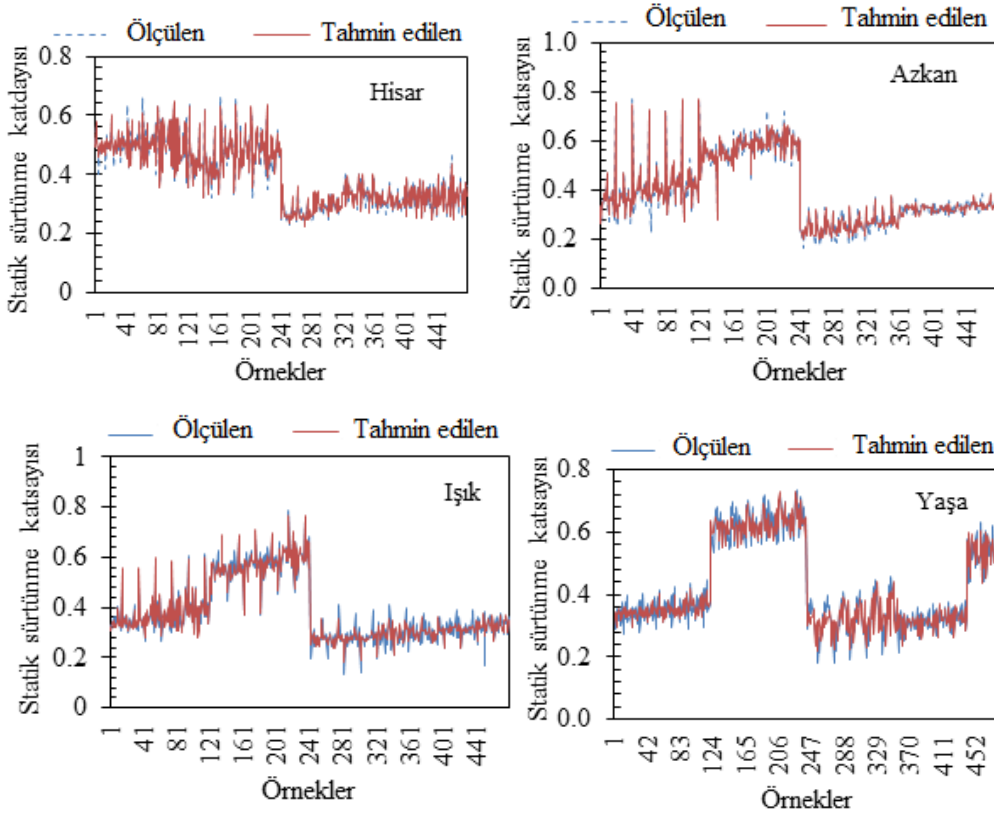 Ölçülen Tahmin edilen
Statik sürtünme katdayısı
Hisar
0.8
0.6
0.4
0.2
0
1 41 81 121 161 201 241 281 321 361 401 441
Örnekler
Ölçülen Tahmin edilen
Statik sürtünme katsayısı
Azkan
1.0
0.8
0.6
0.4
0.2
0.0
1 41 81 121 161 201 241 281 321 361 401 441
Örnekler
Ölçülen Tahmin edilen
Statik sürtünme katsayısı
Işık
1
0.8
0.6
0.4
0.2
0
1 41 81 121 161 201 241 281 321 361 401 441
Örnekler
Ölçülen Tahmin edilen
Statik sürtünme katsayısı
Yaşa
0.8
0.6
0.4
0.2
0.0
1 42 83 124 165 206 247 288 329 370 411 452
Örnekler